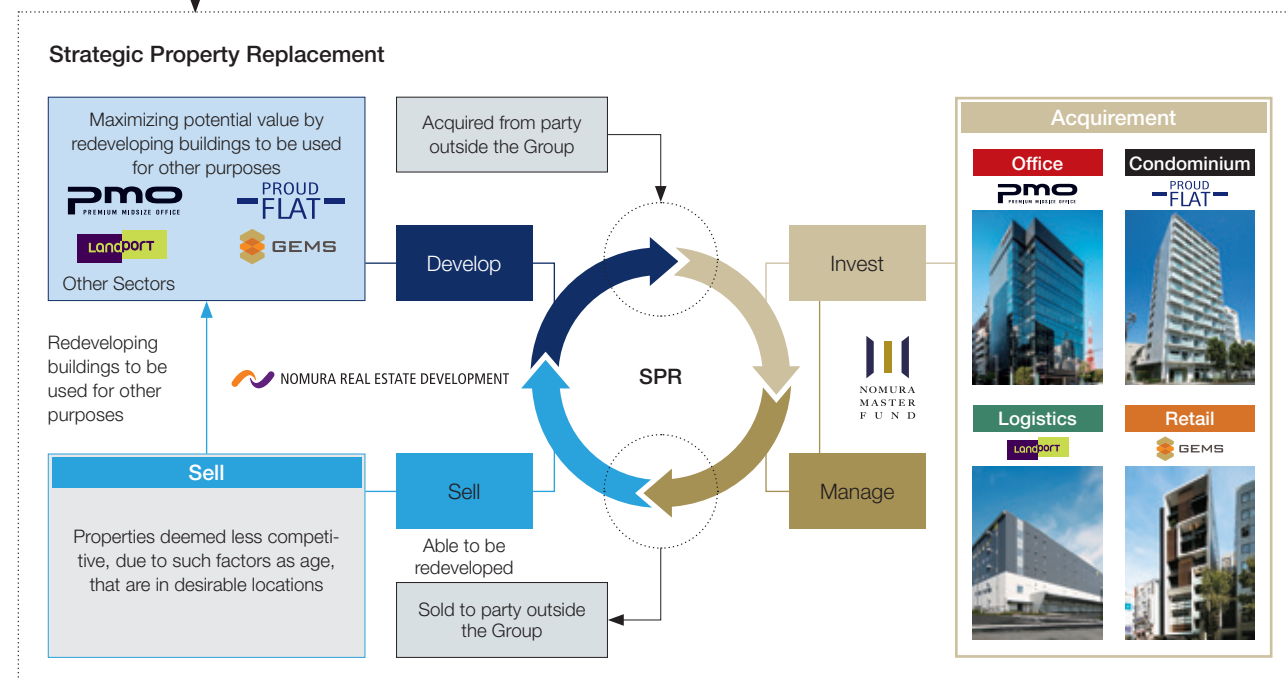 Strategic Property Replacement
Maximizing potential value by
redeveloping buildings to be used
for other purposes
pmo
PREMIUM MIDSIZE OFFICE
PROUD
FLAT
Landport
GEMS
Other Sectors
Redeveloping
buildings to be
used for other
purposes
Sell
Properties deemed less competi-
tive, due to such factors as age,
that are in desirable locations
Acquired from party
outside the Group
Develop
NOMURA REAL ESTATE DEVELOPMENT
Sell
Able to be
redeveloped
Sold to party outside
the Group
SPR
Invest
NOMURA
MASTER
FUND
Manage
Acquirement
Office
pmo
PREMIUM MIDSIZE OFFICE
Condominium
PROUD
FLAT
Logistics
Landport
Retail
GEMS